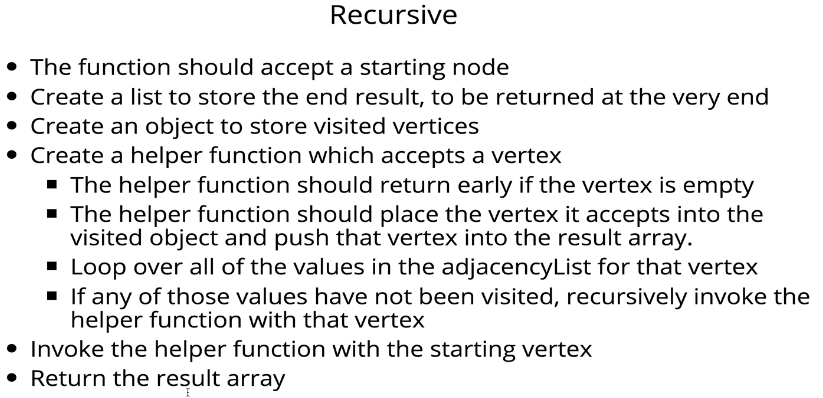 Recursive
• The function should accept a starting node
• Create a list to store the end result, to be returned at the very end
• Create an object to store visited vertices
• Create a helper function which accepts a vertex
▪ The helper function should return early if the vertex is empty
▪ The helper function should place the vertex it accepts into the
visited object and push that vertex into the result array.
▪ Loop over all of the values in the adjacencyList for that vertex
▪ If any of those values have not been visited, recursively invoke the
helper function with that vertex
• Invoke the helper function with the starting vertex
• Return the result array